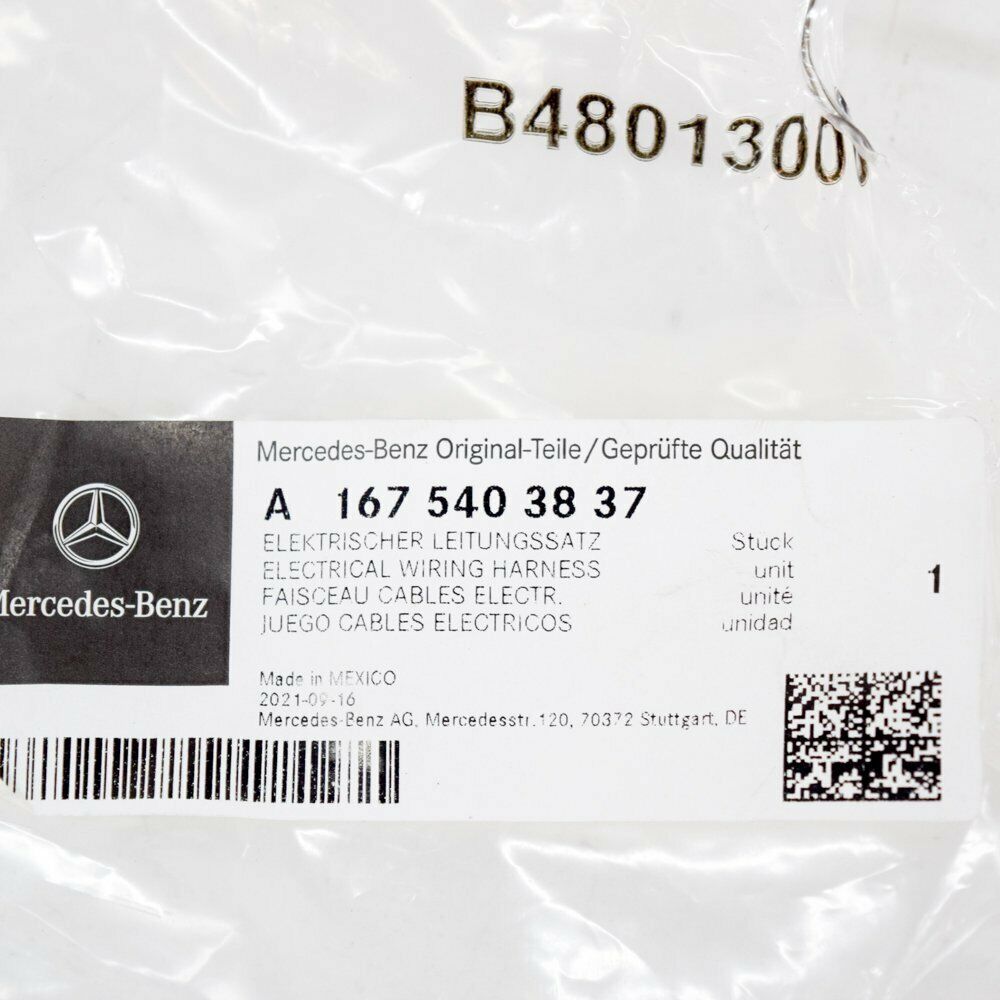 B4801300
Mercedes-Benz Original-Teile/Geprüfte Qualität
A 167 540 38 37
ELEKTRISCHER LEITUNGSSATZ Stück
ELECTRICAL WIRING HARNESS unit
FAISCEAU CABLES ELECTR. unité
JUEGO CABLES ELECTRICOS unidad
1
Mercedes-Benz
Made in MEXICO
2021-09-16
Mercedes-Benz AG, Mercedesstr.120, 70372 Stuttgart, DE